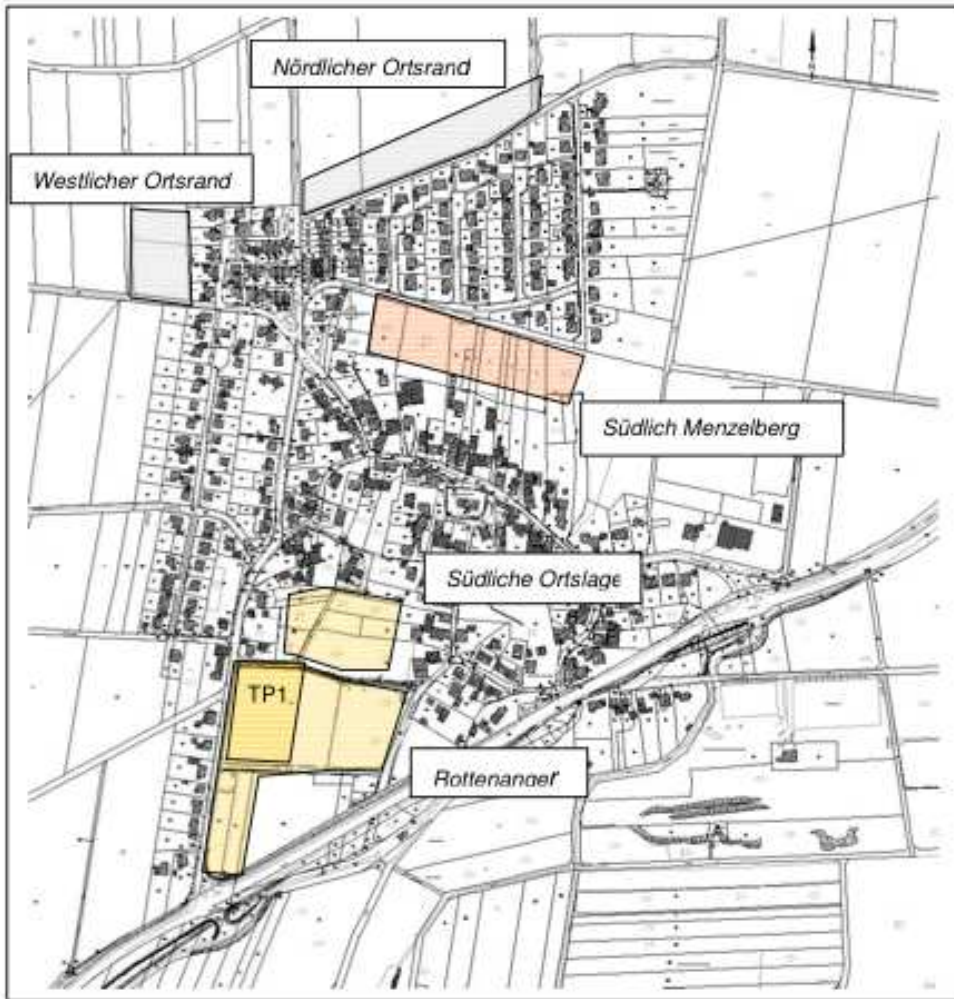 Nördlicher Ortsrand
Westlicher Ortsrand
Südlich Menzelberg
Südliche Ortslage
TP1
Rottenanger